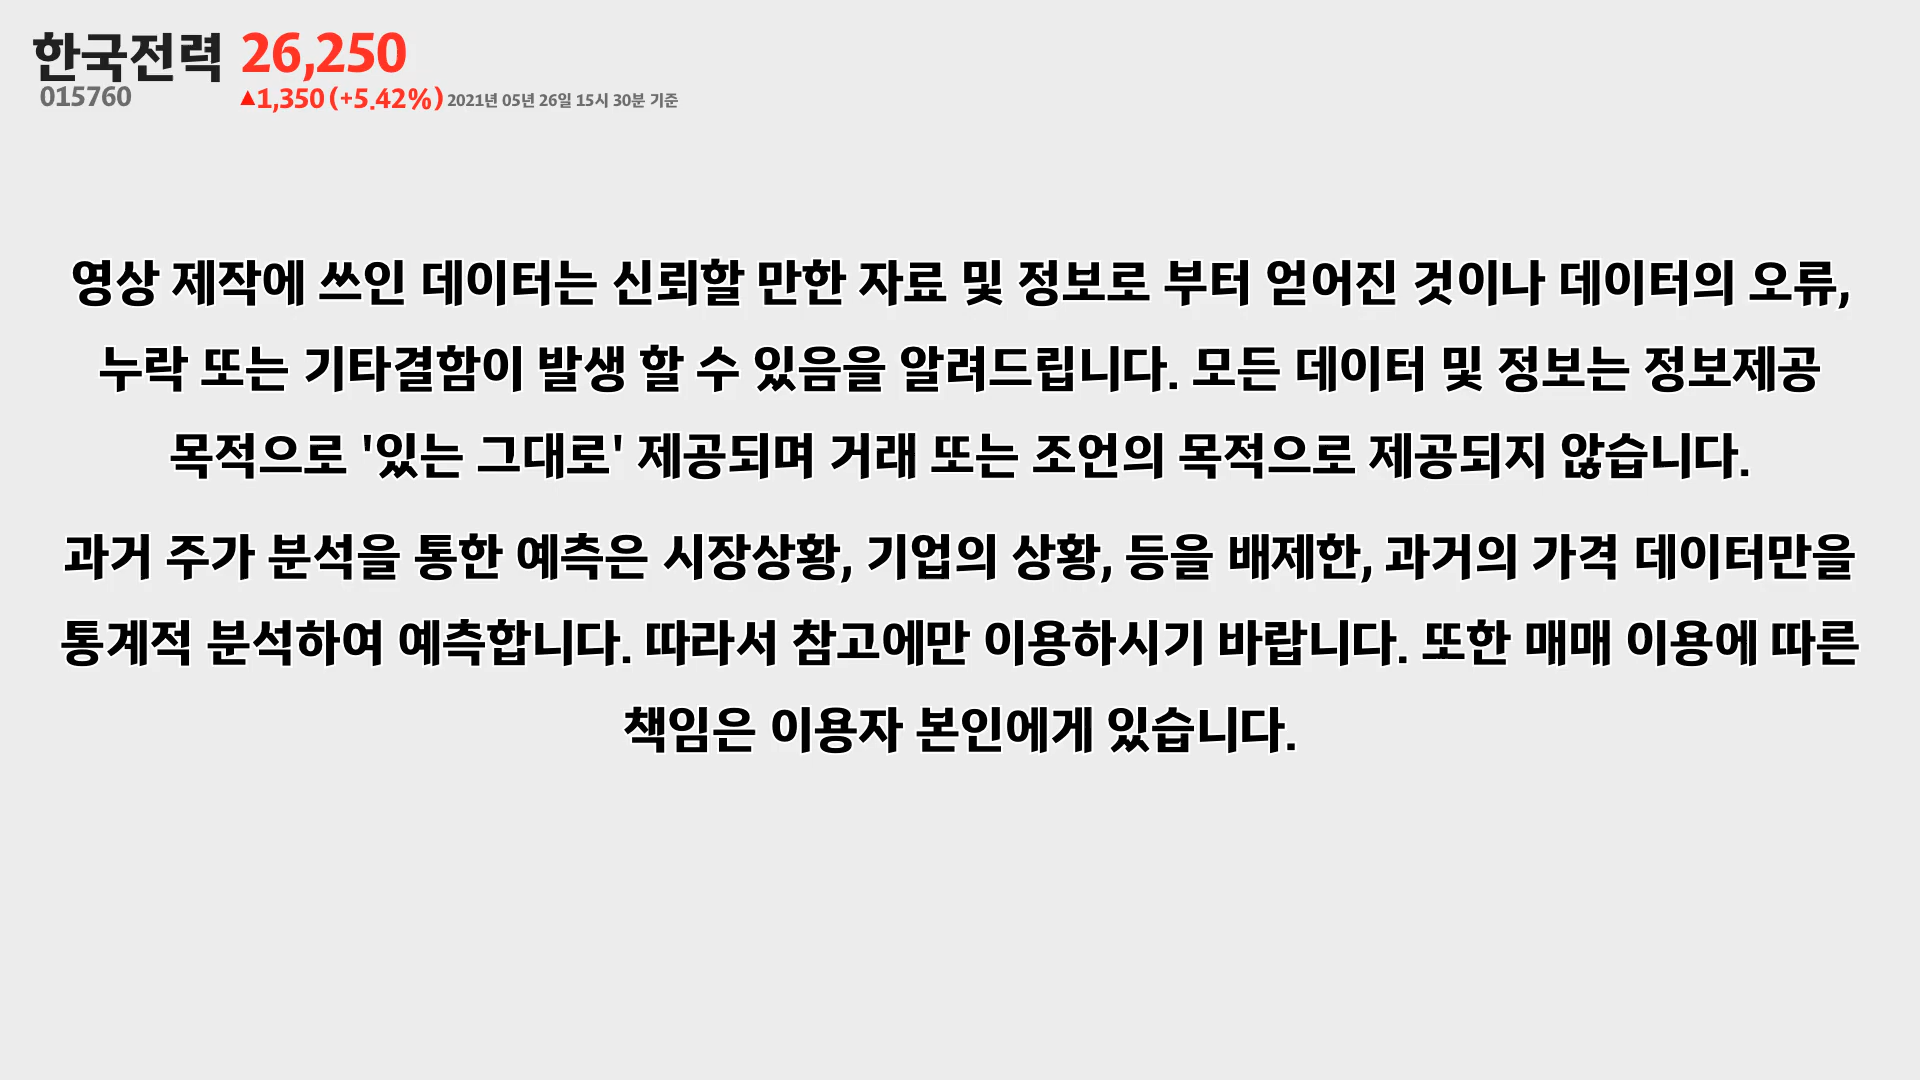 한국전력 26,250
015760 ▲1,350 (+5.42%) 2021년 05년 26일 15시 30분 기준
영상 제작에 쓰인 데이터는 신뢰할 만한 자료 및 정보로 부터 얻어진 것이나 데이터의 오류,
누락 또는 기타결함이 발생 할 수 있음을 알려드립니다. 모든 데이터 및 정보는 정보제공
목적으로 '있는 그대로' 제공되며 거래 또는 조언의 목적으로 제공되지 않습니다.
과거 주가 분석을 통한 예측은 시장상황, 기업의 상황, 등을 배제한, 과거의 가격 데이터만을
통계적 분석하여 예측합니다. 따라서 참고에만 이용하시기 바랍니다. 또한 매매 이용에 따른
책임은 이용자 본인에게 있습니다.